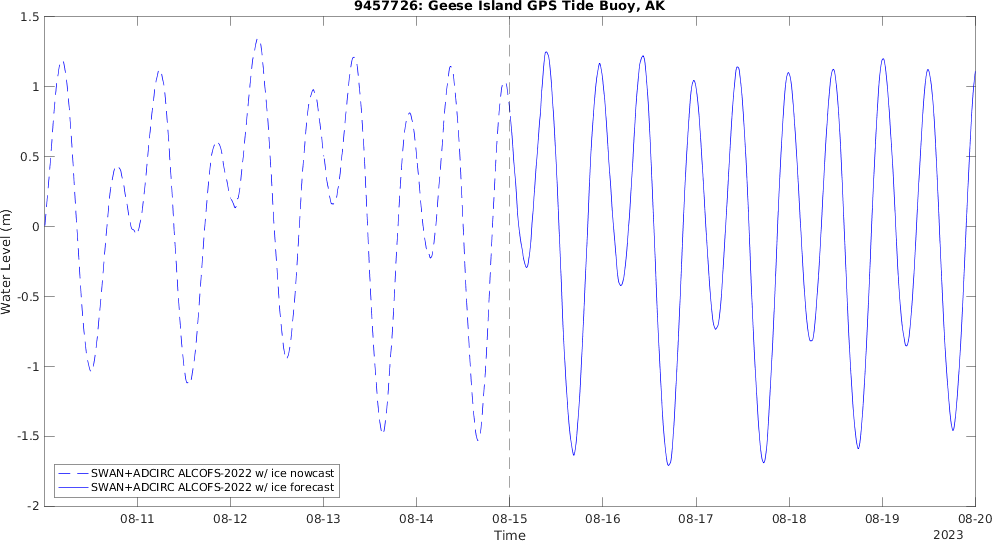 9457726: Geese Island GPS Tide Buoy, AK
1.5
1
0.5
0
-0.5
-1
-1.5
-2
Water Level (m)
SWAN+ADCIRC ALCOFS-2022 w/ ice nowcast
SWAN+ADCIRC ALCOFS-2022 w/ ice forecast
08-11 08-12 08-13 08-14 08-15 08-16 08-17 08-18 08-19 08-20
Time
2023